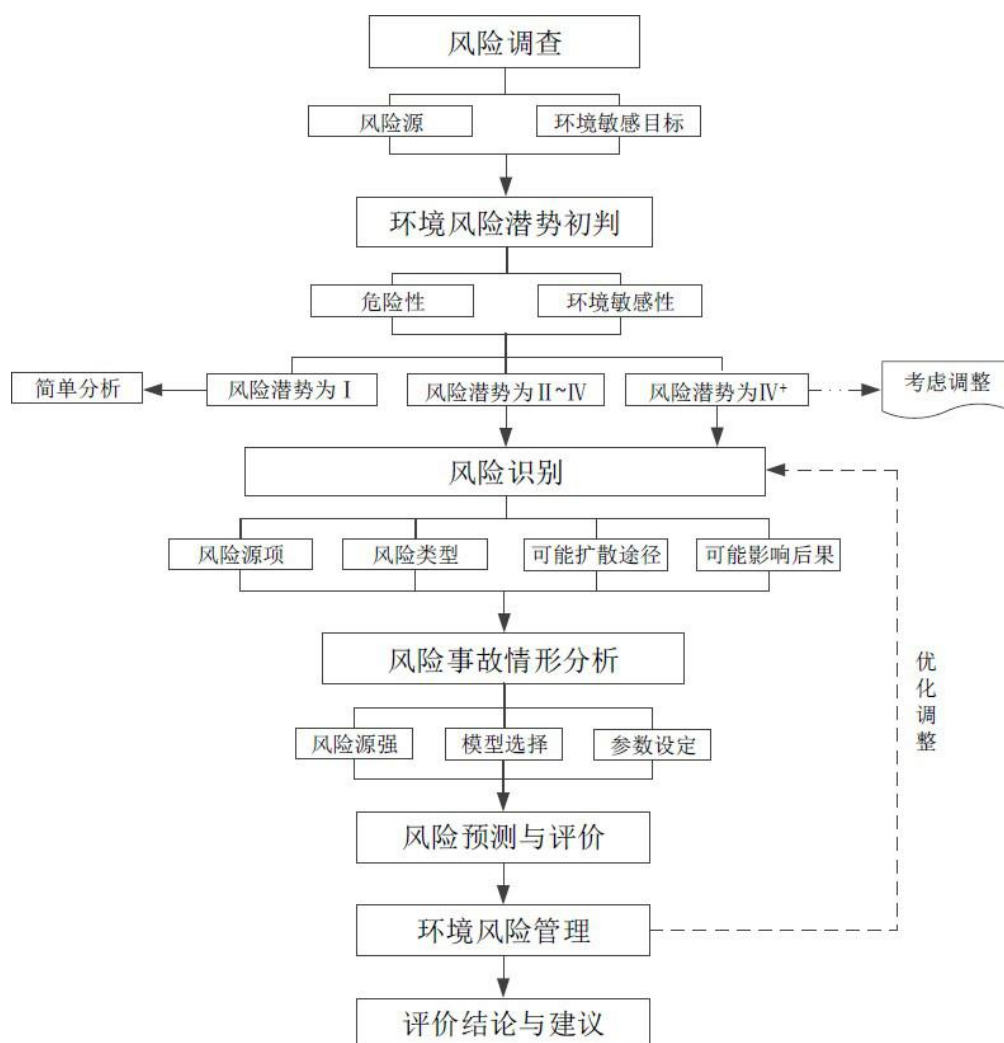 风险调查
风险源
环境敏感目标
环境风险潜势初判
危险性
环境敏感性
简单分析
风险潜势为Ⅰ
风险潜势为Ⅱ~Ⅳ
风险潜势为Ⅳ⁺
考虑调整
风险识别
风险源项
风险类型
可能扩散途径
可能影响后果
风险事故情形分析
优化调整
风险源强
模型选择
参数设定
风险预测与评价
环境风险管理
评价结论与建议